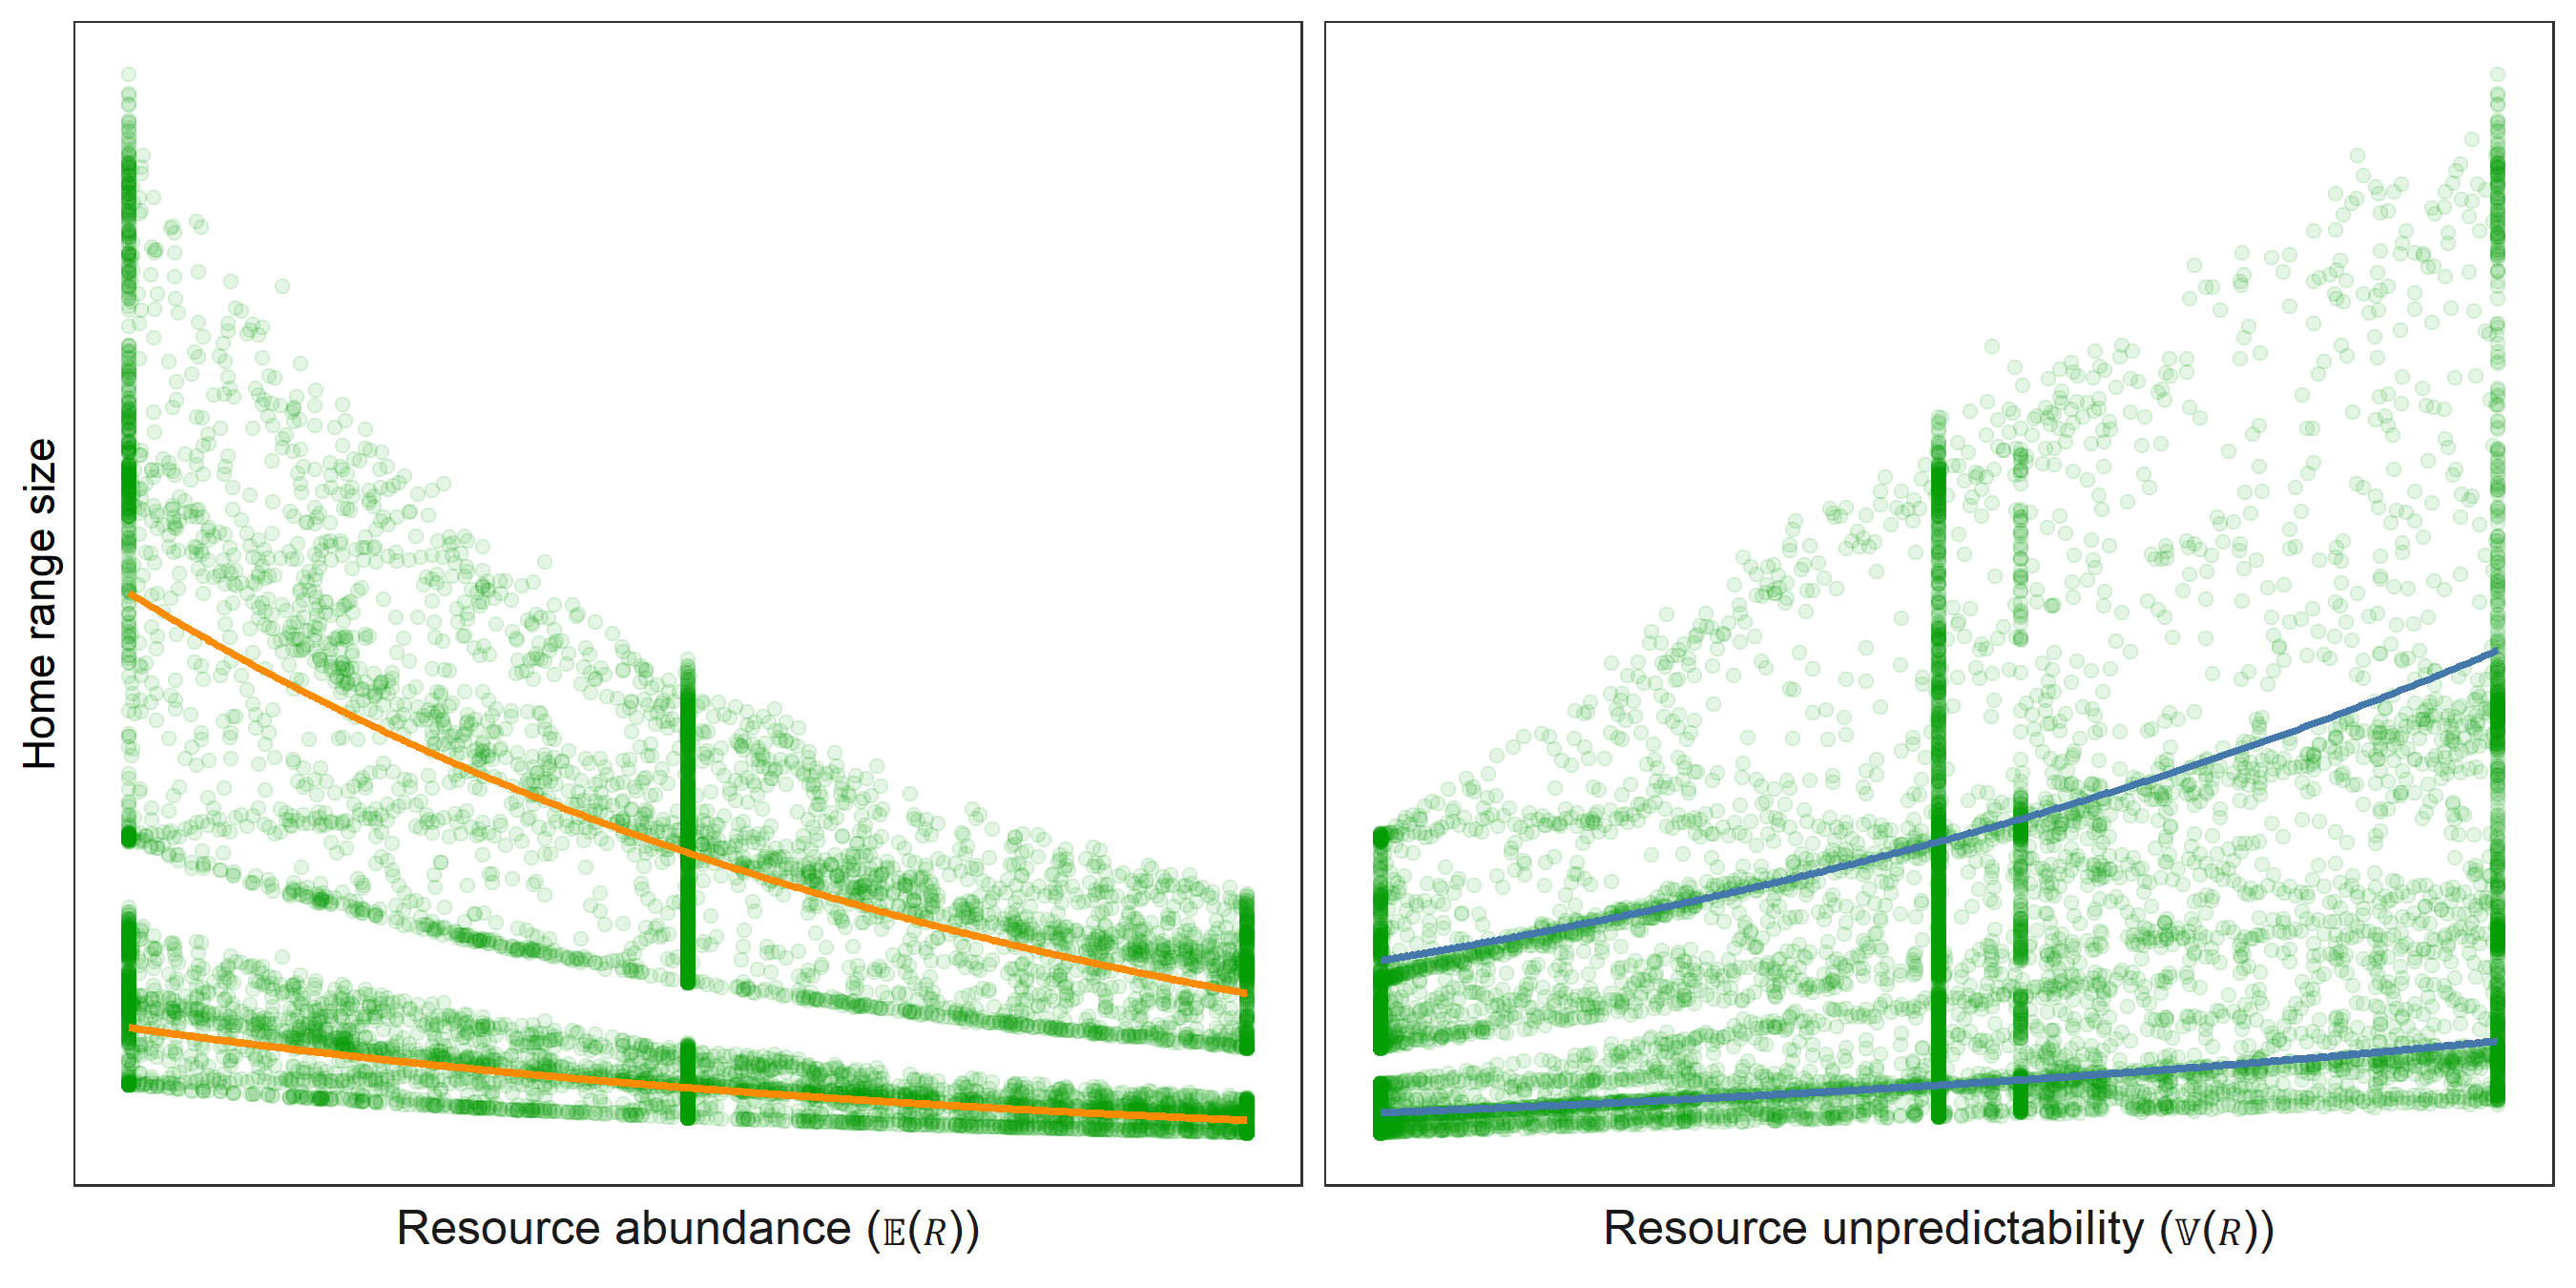 Home range size
Resource abundance (𝔼(R))
Resource unpredictability (𝕍(R))